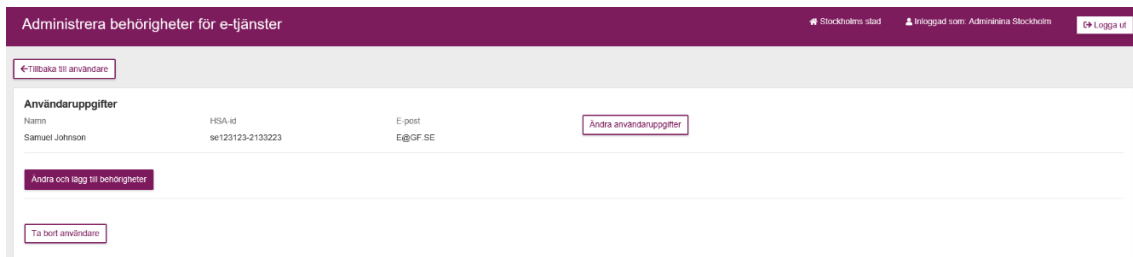 Administrera behörigheter för e-tjänster
Stockholms stad
Inloggad som: Admininina Stockholm
Logga ut
Tillbaka till användare
Användaruppgifter
Namn HSA-id E-post
Ändra användaruppgifter
Samuel Johnson se123123-2133223 E@GF.SE
Ändra och lägg till behörigheter
Ta bort användare